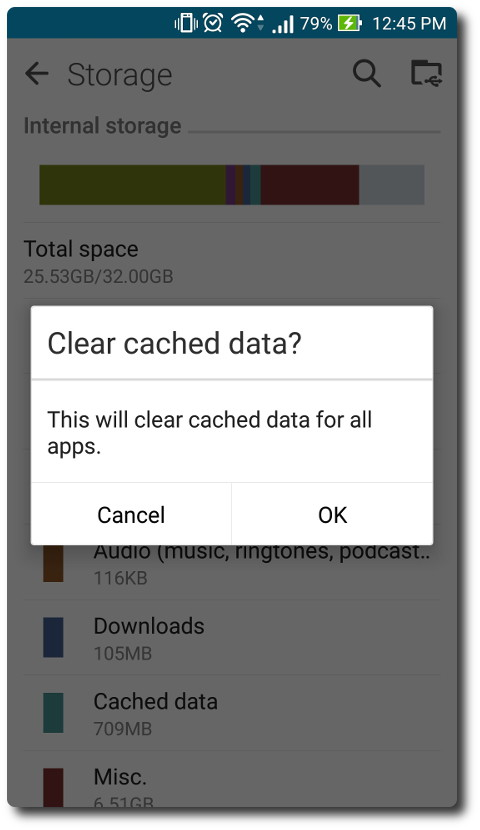 79% 12:45 PM
Storage
Internal storage
Total space
25.53GB/32.00GB
Clear cached data?
This will clear cached data for all
apps.
Cancel OK
Audio (music, ringtones, podcast..
116KB
Downloads
105MB
Cached data
709MB
Misc.
6.51GB